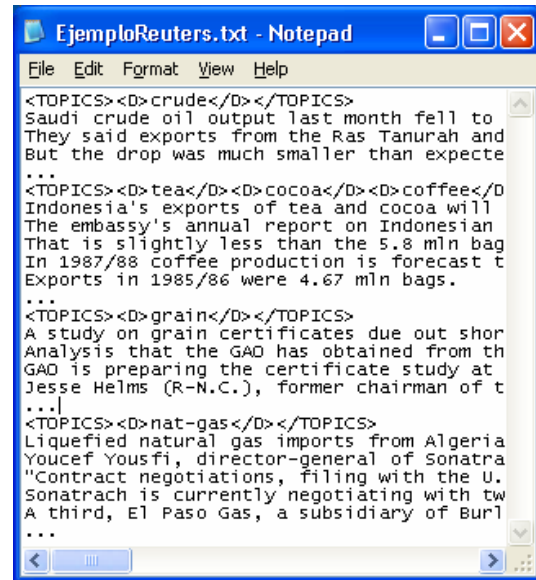 EjemploReuters.txt - Notepad
File Edit Format View Help
<TOPICS><D>crude</D></TOPICS>
Saudi crude oil output last month fell to
They said exports from the Ras Tanurah and
But the drop was much smaller than expecte
...
<TOPICS><D>tea</D><D>cocoa</D><D>coffee</D
Indonesia's exports of tea and cocoa will
The embassy's annual report on Indonesian
That is slightly less than the 5.8 mln bag
In 1987/88 coffee production is forecast t
Exports in 1985/86 were 4.67 mln bags.
...
<TOPICS><D>grain</D></TOPICS>
A study on grain certificates due out shor
Analysis that the GAO has obtained from th
GAO is preparing the certificate study at
Jesse Helms (R-N.C.), former chairman of t
...
<TOPICS><D>nat-gas</D></TOPICS>
Liquefied natural gas imports from Algeria
Youcef Yousfi, director-general of Sonatra
"Contract negotiations, filing with the U.
Sonatrach is currently negotiating with tw
A third, El Paso Gas, a subsidiary of Burl
...